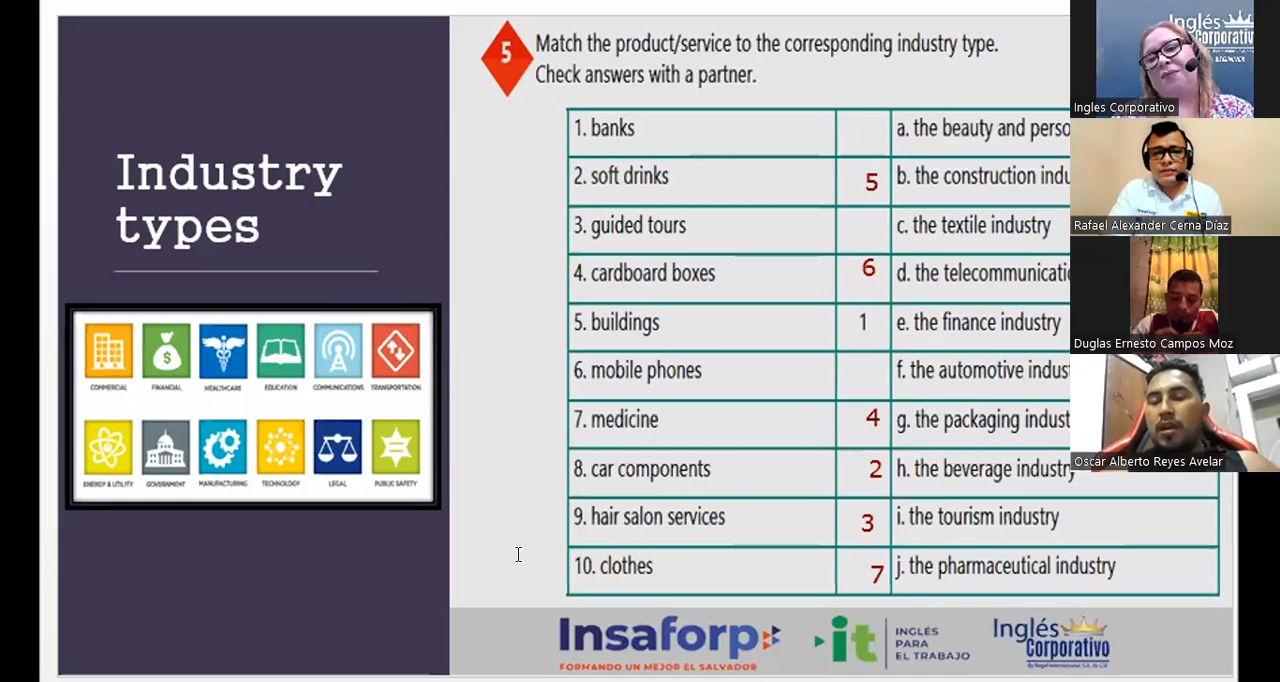 Industry
types
COMMERCIAL
FINANCIAL
HEALTHCARE
EDUCATION
COMMUNICATIONS
TRANSPORTATION
ENERGY & UTILITY
GOVERNMENT
MANUFACTURING
TECHNOLOGY
LEGAL
PUBLIC SAFETY
5
Match the product/service to the corresponding industry type.
Check answers with a partner.
1. banks a. the beauty and perso
2. soft drinks 5 b. the construction indu
3. guided tours c. the textile industry
4. cardboard boxes 6 d. the telecommunicati
5. buildings 1 e. the finance industry
6. mobile phones f. the automotive indust
7. medicine 4 g. the packaging indust
8. car components 2 h. the beverage industry
9. hair salon services 3 i. the tourism industry
10. clothes 7 j. the pharmaceutical industry
Insaforp
FORMANDO UN MEJOR EL SALVADOR
it
INGLÉS
PARA
EL TRABAJO
Inglés
Corporativo
Inglés
Corporativo
BEGINNER
Ingles Corporativo
Insaforp
Rafael Alexander Cerna Díaz
Duglas Ernesto Campos Moz
Oscar Alberto Reyes Avelar